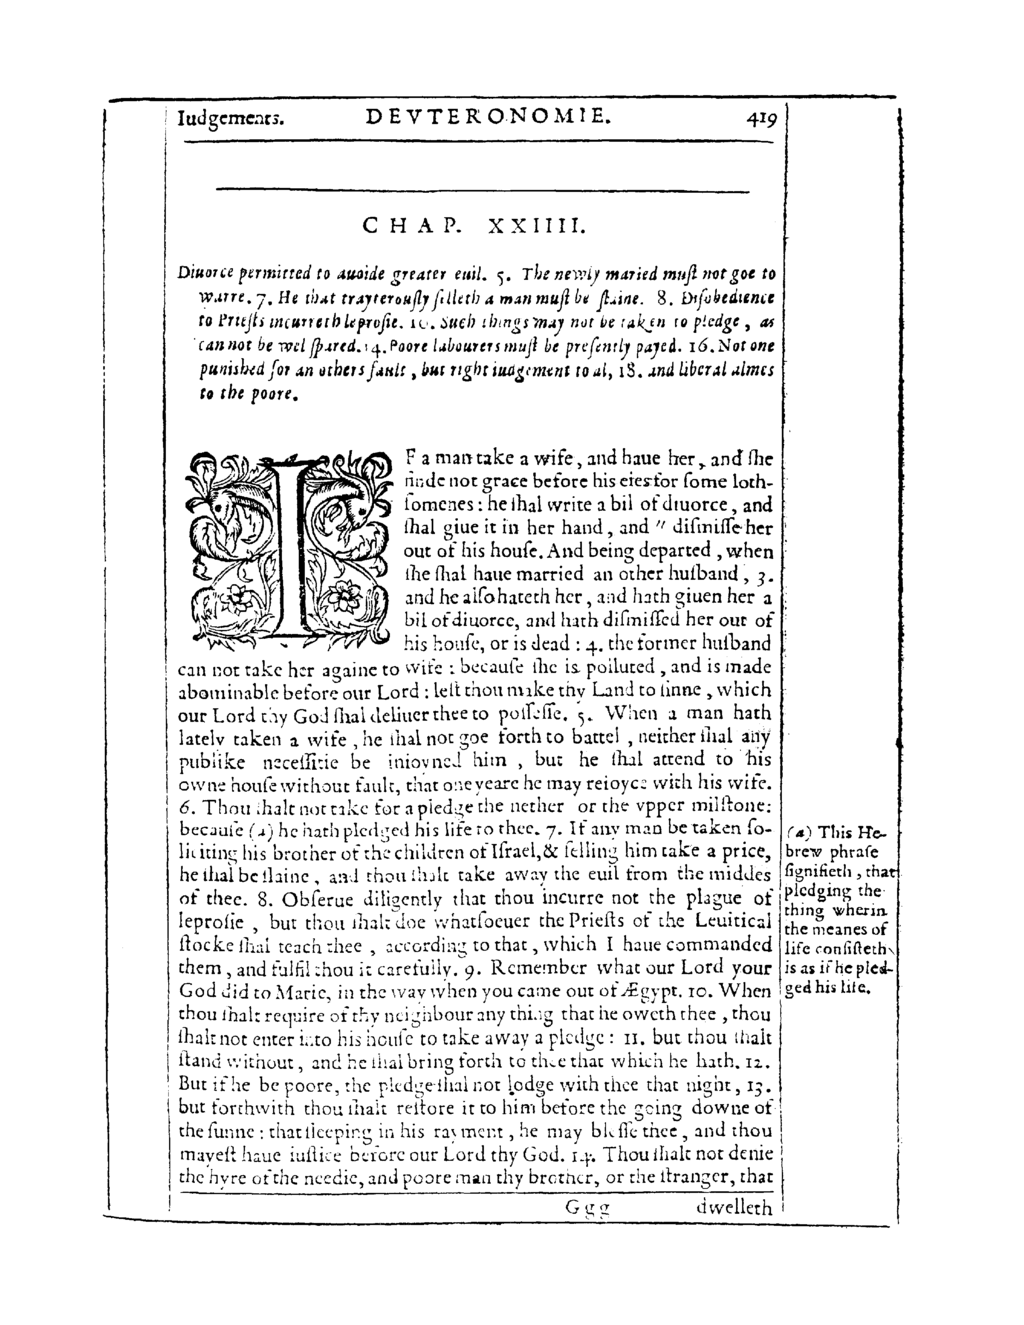 Iudgements. DEVTERONOMIE. 419
CHAP. XXIIII.
Diuorce permitted to auoide greater euil. 5. The newly maried must not goe to
warre. 7. He that trayterously selleth a man must be slaine. 8. Disobedience
to Priests incurreth leprosie. 10. Such things may not be taken to pledge, as
can not be wel spared. 14. Poore labourers must be presently payed. 16. Not one
punished for an others fault, but right iudgement to al, 18. and liberal almes
to the poore.
IF a man take a wife, and haue her, and she
finde not grace before his eies for some loth-
somenes: he shal write a bil of diuorce, and
shal giue it in her hand, and " dismisse her
out of his house. And being departed, when
she shal haue married an other husband, 3.
and he also hateth her, and hath giuen her a
bil of diuorce, and hath dismissed her out of
his house, or is dead: 4. the former husband
can not take her againe to wife: because she is polluted, and is made
abominable before our Lord: lest thou make thy Land to sinne, which
our Lord thy God shal deliuer thee to possesse. 5. When a man hath
lately taken a wife, he shal not goe forth to battel, neither shal any
publike necessitie be inioyned him, but he shal attend to his
owne house without fault, that one yeare he may reioyce with his wife.
6. Thou shalt not take for a pledge the nether or the vpper milstone:
because (a) he hath pledged his life to thee. 7. If any man be taken so-
liciting his brother of the children of Israel, & selling him take a price,
he shal be slaine, and thou shalt take away the euil from the middes
of thee. 8. Obserue diligently that thou incurre not the plague of
leprosie, but thou shalt doe whatsoeuer the Priests of the Leuitical
stocke shal teach thee, according to that, which I haue commanded
them, and fulfil thou it carefully. 9. Remember what our Lord your
God did to Marie, in the way when you came out of Ægypt. 10. When
thou shalt require of thy neighbour any thing that he oweth thee, thou
shalt not enter into his house to take away a pledge: 11. but thou shalt
stand without, and he shal bring forth to thee that which he hath. 12.
But if he be poore, the pledge shal not lodge with thee that night, 13.
but forthwith thou shalt restore it to him before the going downe of
the sunne: that sleeping in his rayment, he may blesse thee, and thou
mayest haue iustice before our Lord thy God. 14. Thou shalt not denie
the hyre of the needie, and poore man thy brother, or the stranger, that
Ggg dwelleth
(a) This He-
brew phrase
signifieth, that
pledging the
thing wherin
the meanes of
life consisteth
is as if he pled-
ged his life.